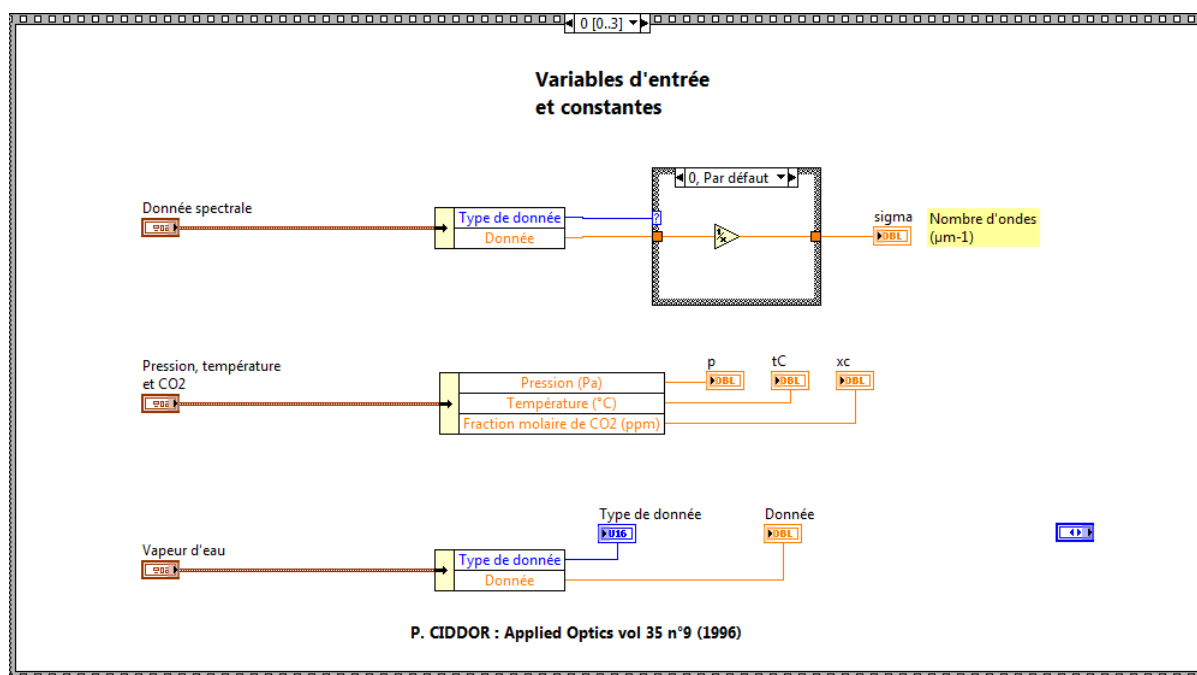 0 [0..3]
Variables d'entrée
et constantes
0, Par défaut
Donnée spectrale
Type de donnée
Donnée
?
1/x
sigma
DBL
Nombre d'ondes
(µm-1)
Pression, température
et CO2
Pression (Pa)
Température (°C)
Fraction molaire de CO2 (ppm)
p
tC
xc
DBL
DBL
DBL
Type de donnée
Donnée
U16
DBL
Vapeur d'eau
Type de donnée
Donnée
P. CIDDOR : Applied Optics vol 35 n°9 (1996)